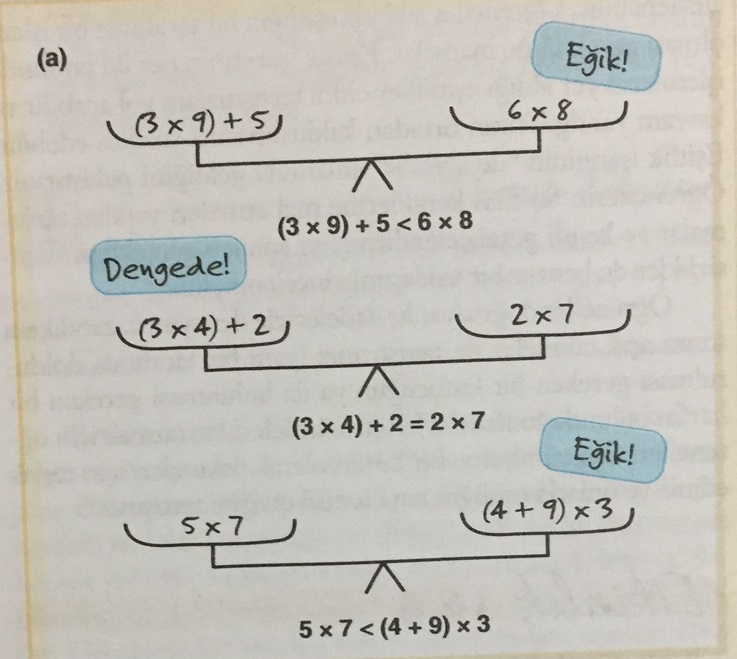 (a)
Eğik!
(3 × 9) + 5
6 × 8
(3 × 9) + 5 < 6 × 8
Dengede!
(3 × 4) + 2
2 × 7
(3 × 4) + 2 = 2 × 7
Eğik!
5 × 7
(4 + 9) × 3
5 × 7 < (4 + 9) × 3